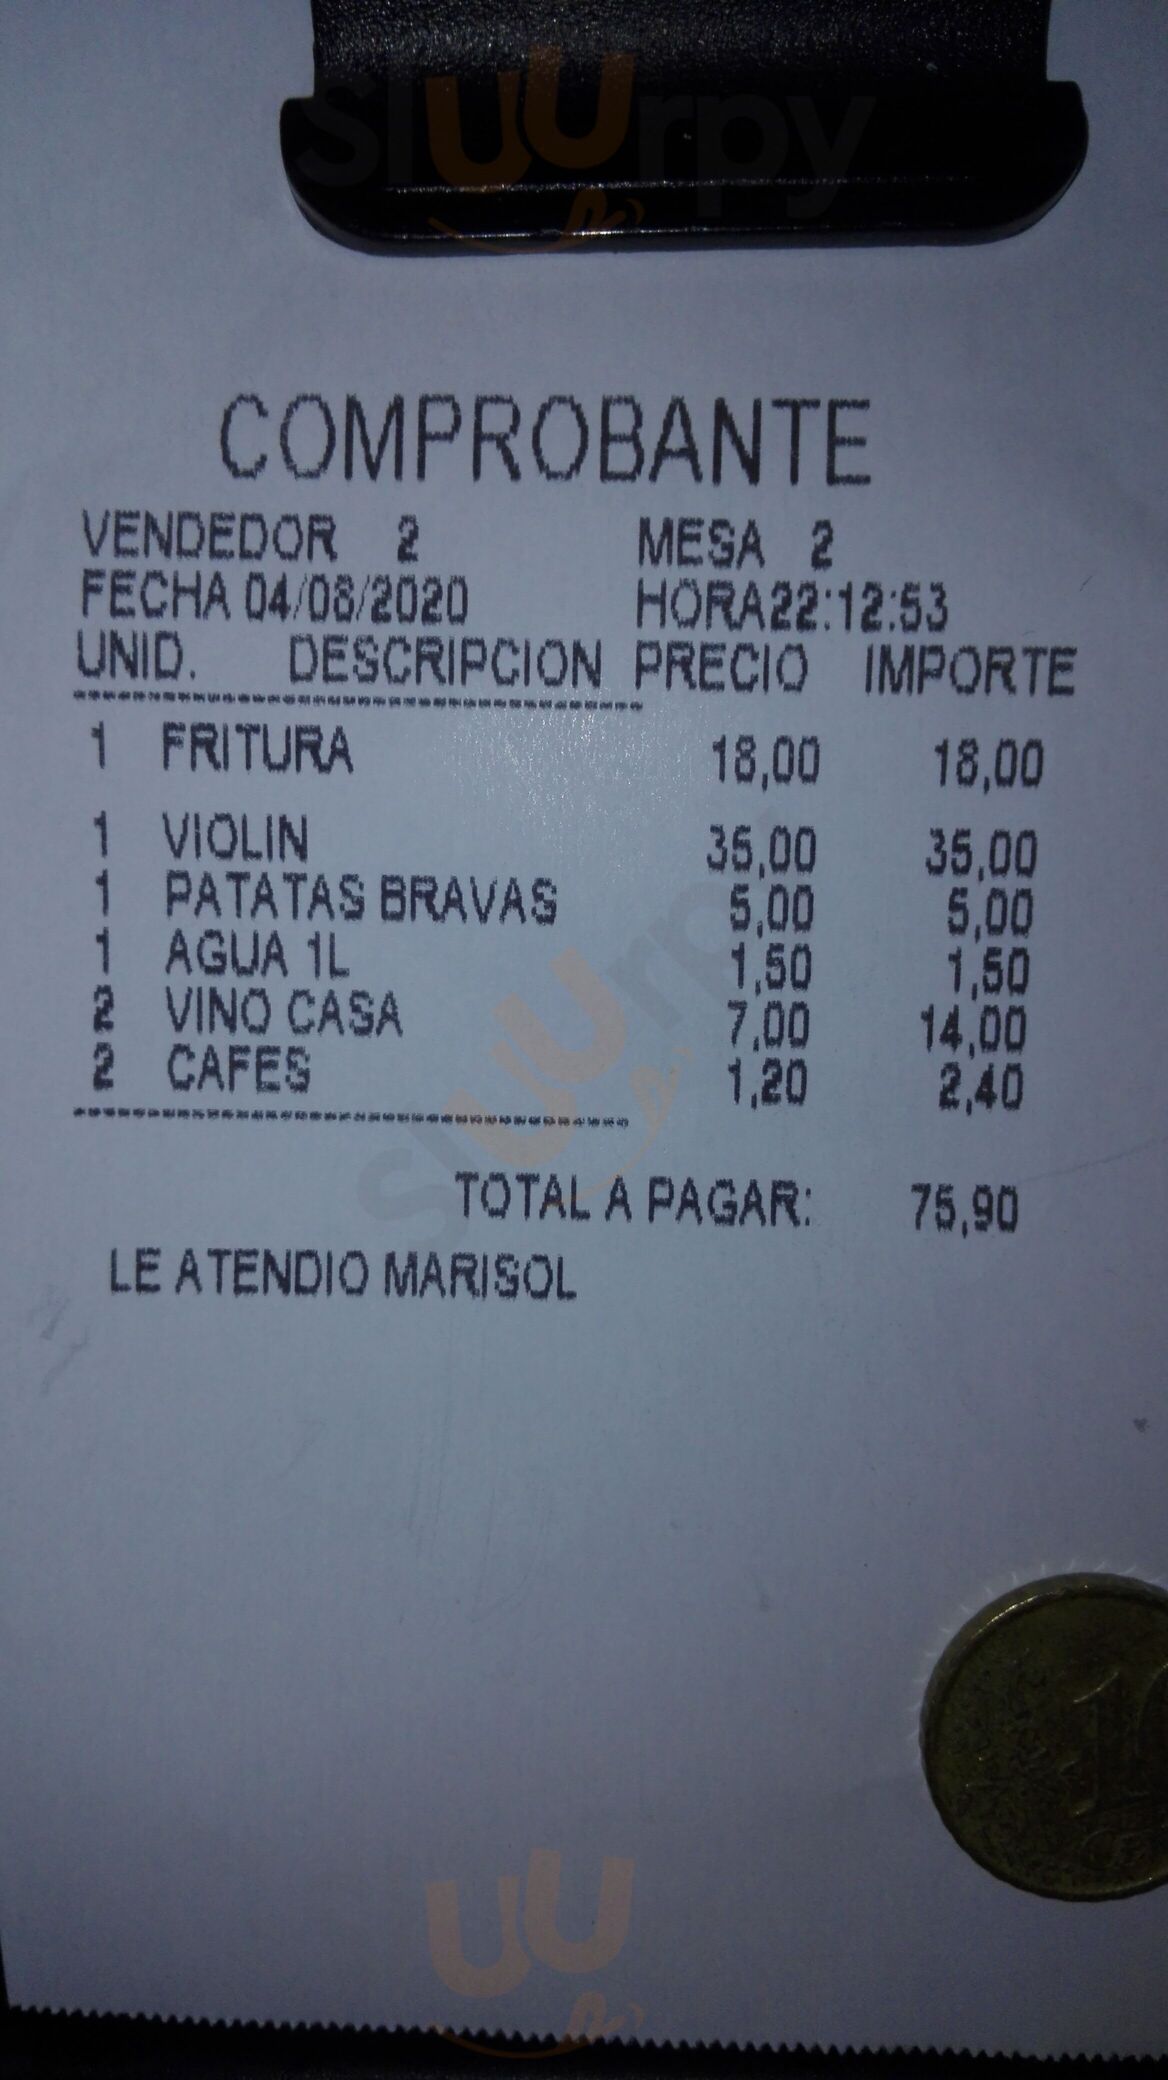 Sluurpy
COMPROBANTE
VENDEDOR 2 MESA 2
FECHA 04/08/2020 HORA22:12:53
UNID. DESCRIPCION PRECIO IMPORTE
1 FRITURA 18,00 18,00
1 VIOLIN 35,00 35,00
1 PATATAS BRAVAS 5,00 5,00
1 AGUA 1L 1,50 1,50
2 VINO CASA 7,00 14,00
2 CAFES 1,20 2,40
Sluurpy
TOTAL A PAGAR: 75,90
LE ATENDIO MARISOL
10
uu